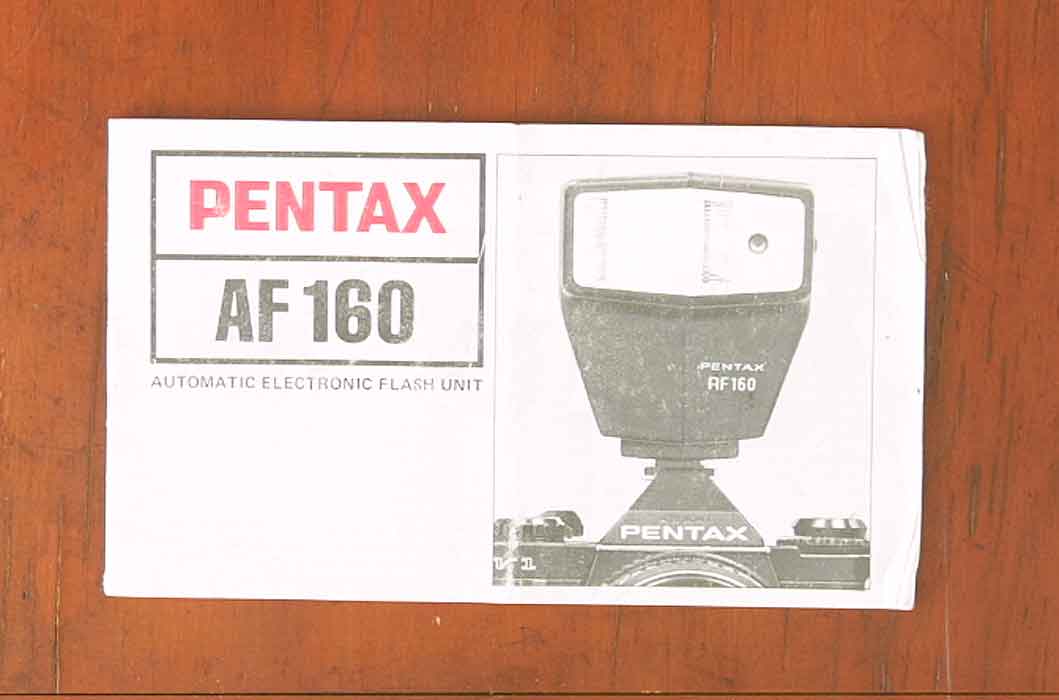 PENTAX
AF 160
AUTOMATIC ELECTRONIC FLASH UNIT
PENTAX
AF160
PENTAX